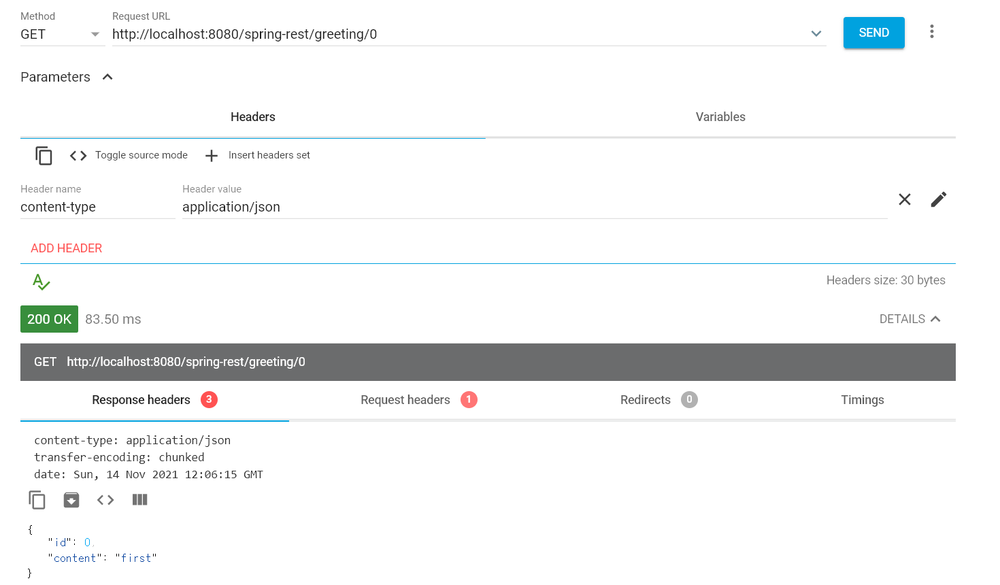 Method
Request URL
GET
http://localhost:8080/spring-rest/greeting/0
SEND
Parameters
Headers
Variables
Toggle source mode
Insert headers set
Header name
Header value
content-type
application/json
ADD HEADER
Headers size: 30 bytes
200 OK
83.50 ms
DETAILS
GET http://localhost:8080/spring-rest/greeting/0
Response headers 3
Request headers 1
Redirects 0
Timings
content-type: application/json
transfer-encoding: chunked
date: Sun, 14 Nov 2021 12:06:15 GMT
{
"id": 0,
"content": "first"
}